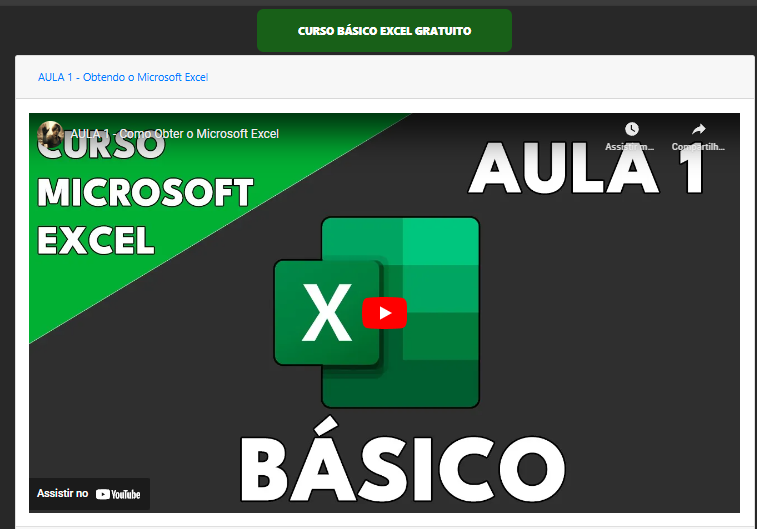 CURSO BÁSICO EXCEL GRATUITO
AULA 1 - Obtendo o Microsoft Excel
AULA 1 - Como Obter o Microsoft Excel
Assistir m...
Compartilh...
CURSO
MICROSOFT
EXCEL
AULA 1
X
BÁSICO
Assistir no YouTube